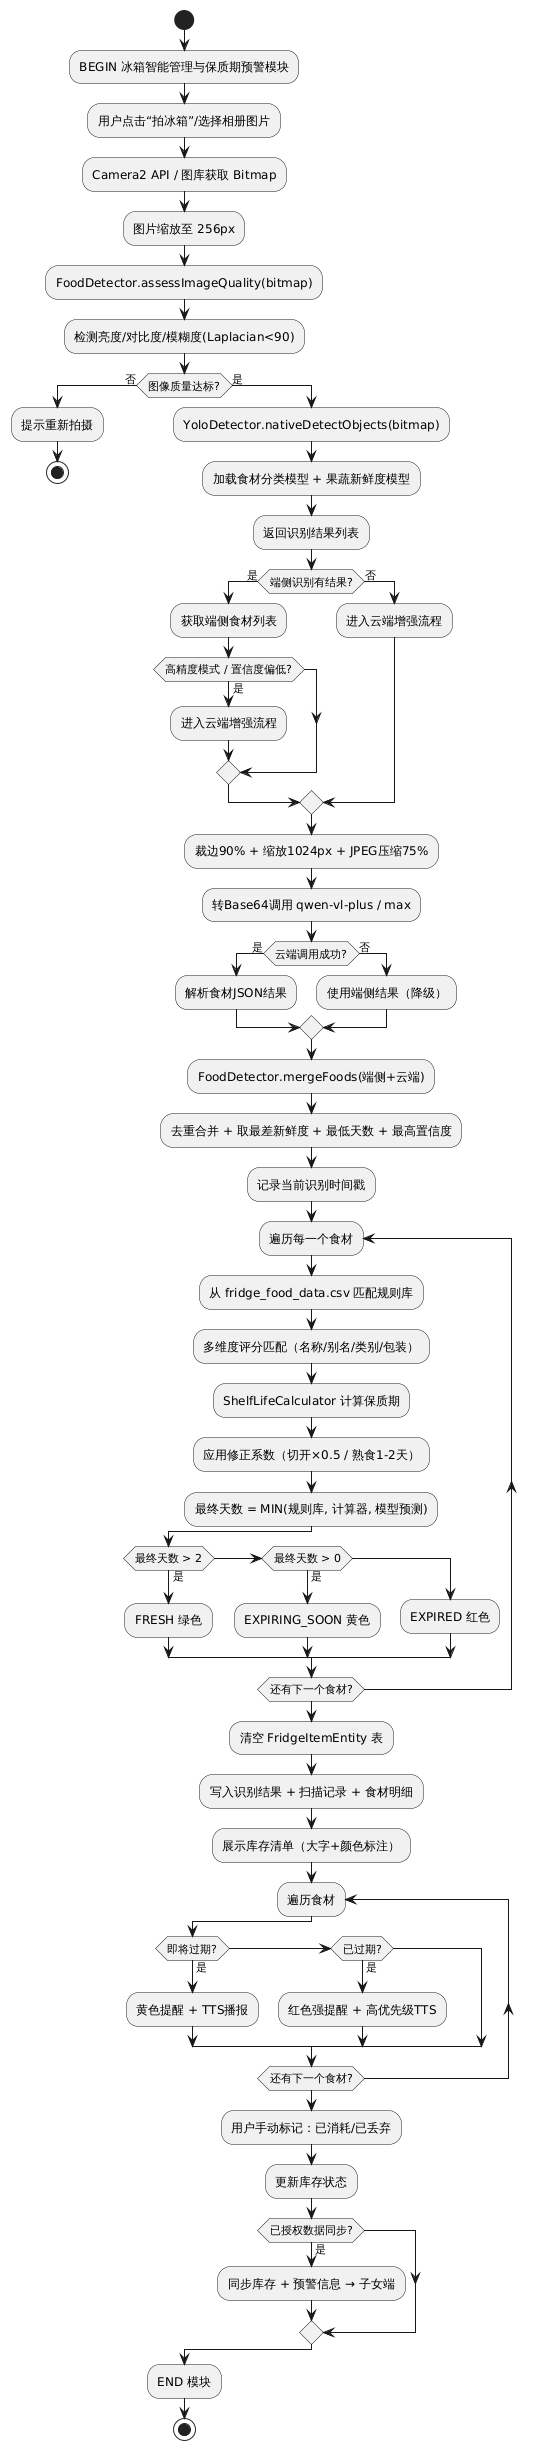 BEGIN 冰箱智能管理与保质期预警模块
用户点击“拍冰箱”/选择相册图片
Camera2 API / 图库获取 Bitmap
图片缩放至 256px
FoodDetector.assessImageQuality(bitmap)
检测亮度/对比度/模糊度(Laplacian<90)
否
图像质量达标?
是
提示重新拍摄
YoloDetector.nativeDetectObjects(bitmap)
加载食材分类模型 + 果蔬新鲜度模型
返回识别结果列表
是
端侧识别有结果?
否
获取端侧食材列表
进入云端增强流程
高精度模式 / 置信度偏低?
是
进入云端增强流程
裁边90% + 缩放1024px + JPEG压缩75%
转Base64调用 qwen-vl-plus / max
是
云端调用成功?
否
解析食材JSON结果
使用端侧结果（降级）
FoodDetector.mergeFoods(端侧+云端)
去重合并 + 取最差新鲜度 + 最低天数 + 最高置信度
记录当前识别时间戳
遍历每一个食材
从 fridge_food_data.csv 匹配规则库
多维度评分匹配（名称/别名/类别/包装）
ShelfLifeCalculator 计算保质期
应用修正系数（切开×0.5 / 熟食1-2天）
最终天数 = MIN(规则库, 计算器, 模型预测)
最终天数 > 2
最终天数 > 0
是
是
FRESH 绿色
EXPIRING_SOON 黄色
EXPIRED 红色
还有下一个食材?
清空 FridgeItemEntity 表
写入识别结果 + 扫描记录 + 食材明细
展示库存清单（大字+颜色标注）
遍历食材
即将过期?
已过期?
是
是
黄色提醒 + TTS播报
红色强提醒 + 高优先级TTS
还有下一个食材?
用户手动标记：已消耗/已丢弃
更新库存状态
已授权数据同步?
是
同步库存 + 预警信息 → 子女端
END 模块